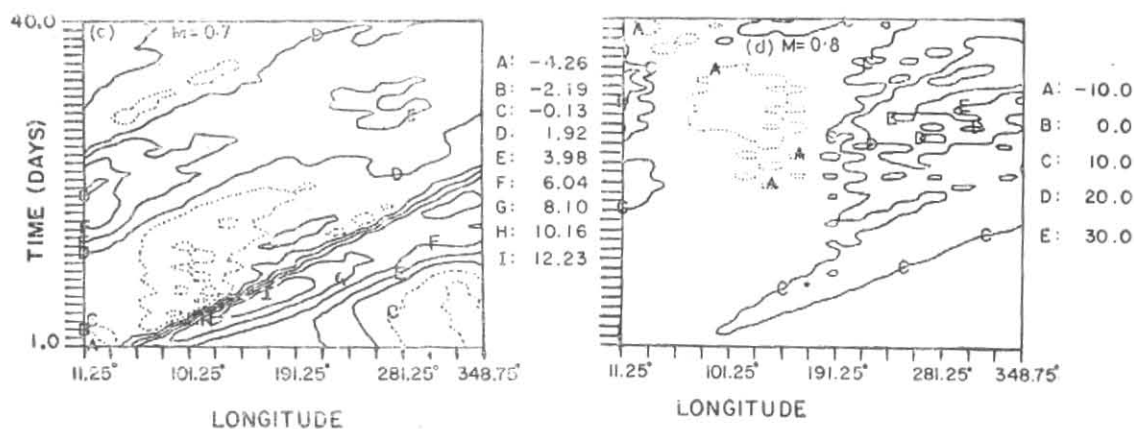 40.0
(c) M=0.7
TIME (DAYS)
1.0
11.25° 101.25° 191.25° 281.25° 348.75°
LONGITUDE
A: -4.26
B: -2.19
C: -0.13
D: 1.92
E: 3.98
F: 6.04
G: 8.10
H: 10.16
I: 12.23
(d) M=0.8
11.25° 101.25° 191.25° 281.25° 348.75°
LONGITUDE
A: -10.0
B: 0.0
C: 10.0
D: 20.0
E: 30.0